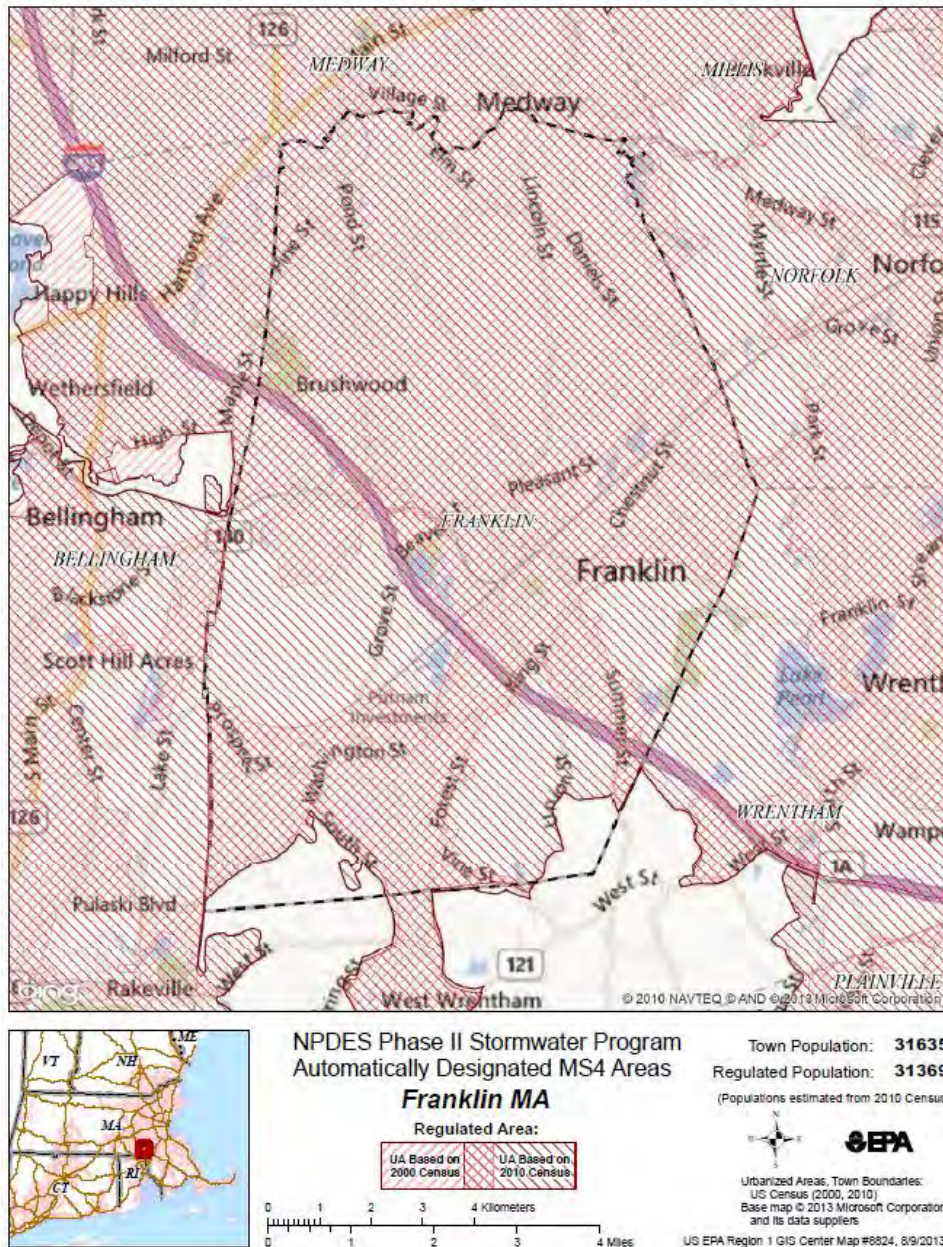 126
Milford St
Main St
MEDWAY
Village St
Medway
Elm St
Pond St
Lincoln St
Daniels St
Medway St
115
Myrtle St
NORFOLK
Hartford Ave
Happy Hills
Grove St
Union St
Wethersfield
Maple St
Brushwood
High St
Park St
Pleasant St
Chestnut St
Bellingham
BELLINGHAM
FRANKLIN
Franklin
Grove St
Franklin St
Scott Hill Acres
Putnam
Investments
King St
Summer St
Lake
Pearl
S Main St
Center St
Lake St
Washington St
Forest St
126
South St
WRENTHAM
Vine St
West St
1A
Pulaski Blvd
West St
121
Rakeville
West Wrentham
PLAINVILLE
© 2010 NAVTEQ © AND © 2013 Microsoft Corporation
VT
NH
ME
MA
CT
RI
NPDES Phase II Stormwater Program
Automatically Designated MS4 Areas
Franklin MA
Regulated Area:
UA Based on
2000 Census
UA Based on
2010 Census
0 1 2 3 4 Kilometers
0 1 2 3 4 Miles
Town Population: 31635
Regulated Population: 31369
(Populations estimated from 2010 Census
N
EPA
Urbanized Areas, Town Boundaries:
US Census (2000, 2010)
Base map © 2013 Microsoft Corporation
and its data suppliers
US EPA Region 1 GIS Center Map #8824, 8/9/2013